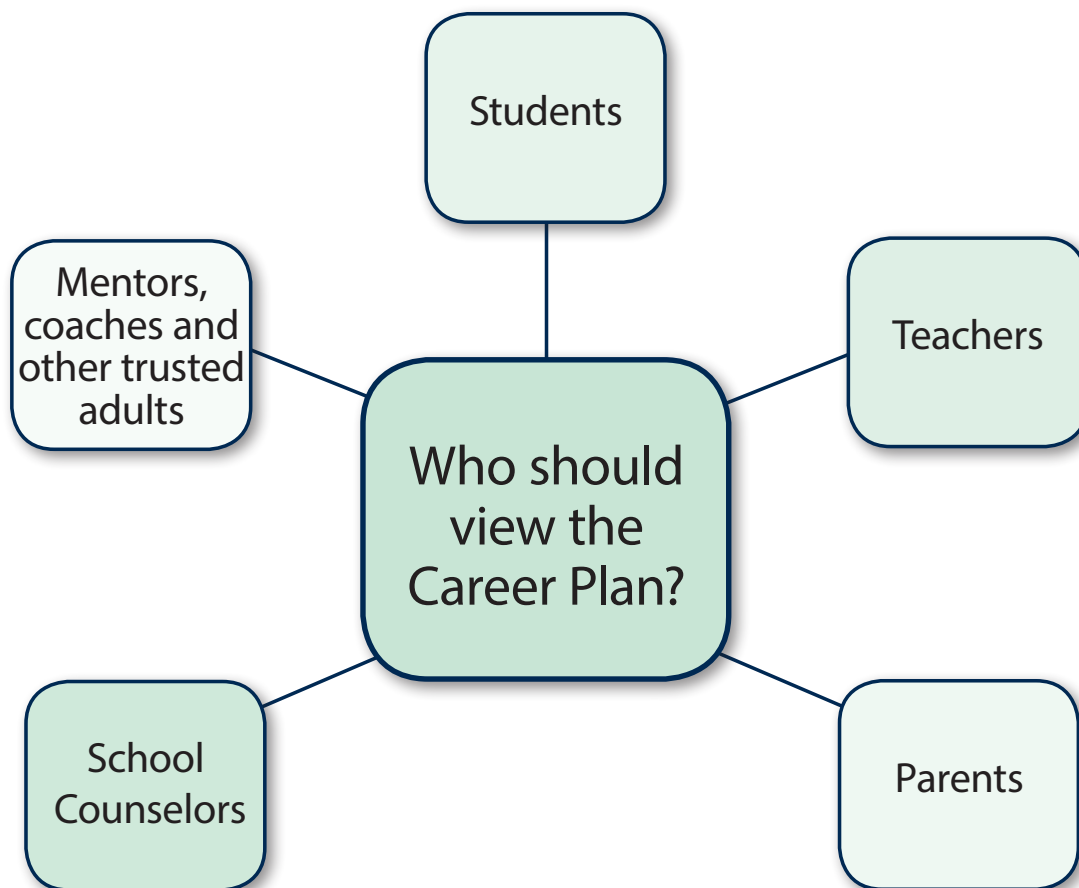 Students
Mentors,
coaches and
other trusted
adults
Teachers
Who should
view the
Career Plan?
School
Counselors
Parents